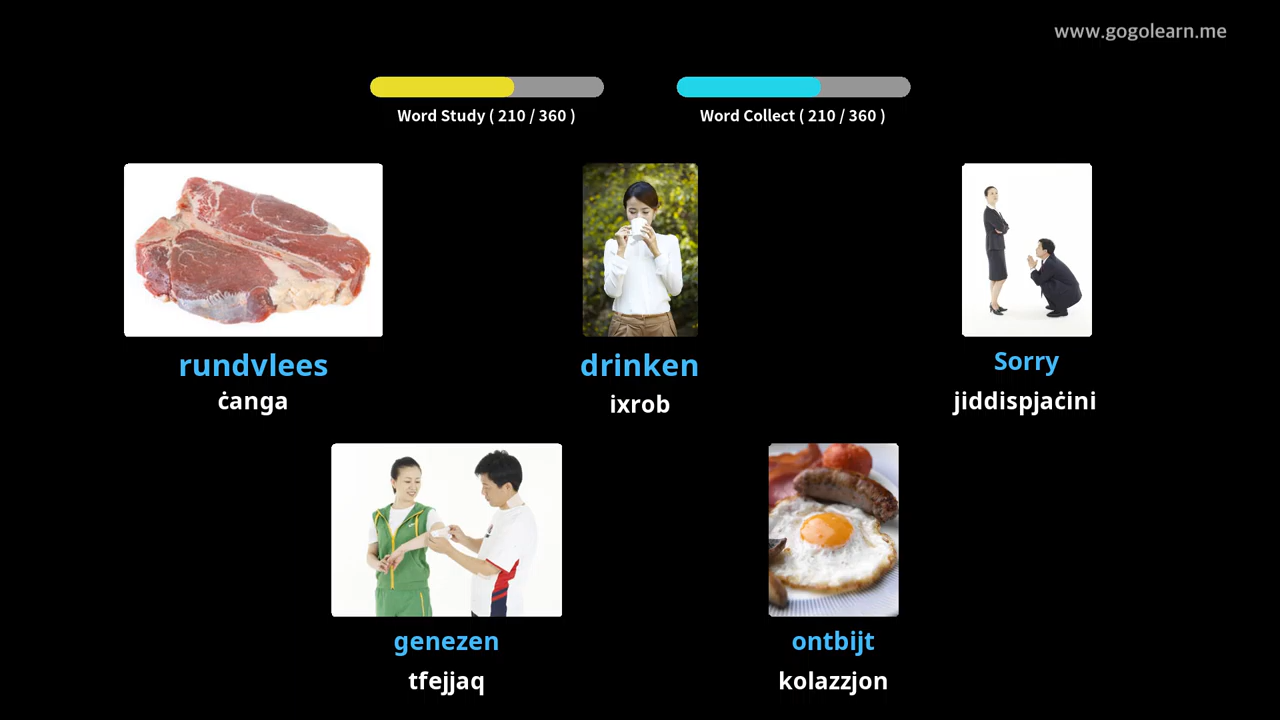 www.gogolearn.me
Word Study ( 210 / 360 )
Word Collect ( 210 / 360 )
rundvlees
ċanga
drinken
ixrob
Sorry
jiddispjaċini
genezen
tfejjaq
ontbijt
kolazzjon